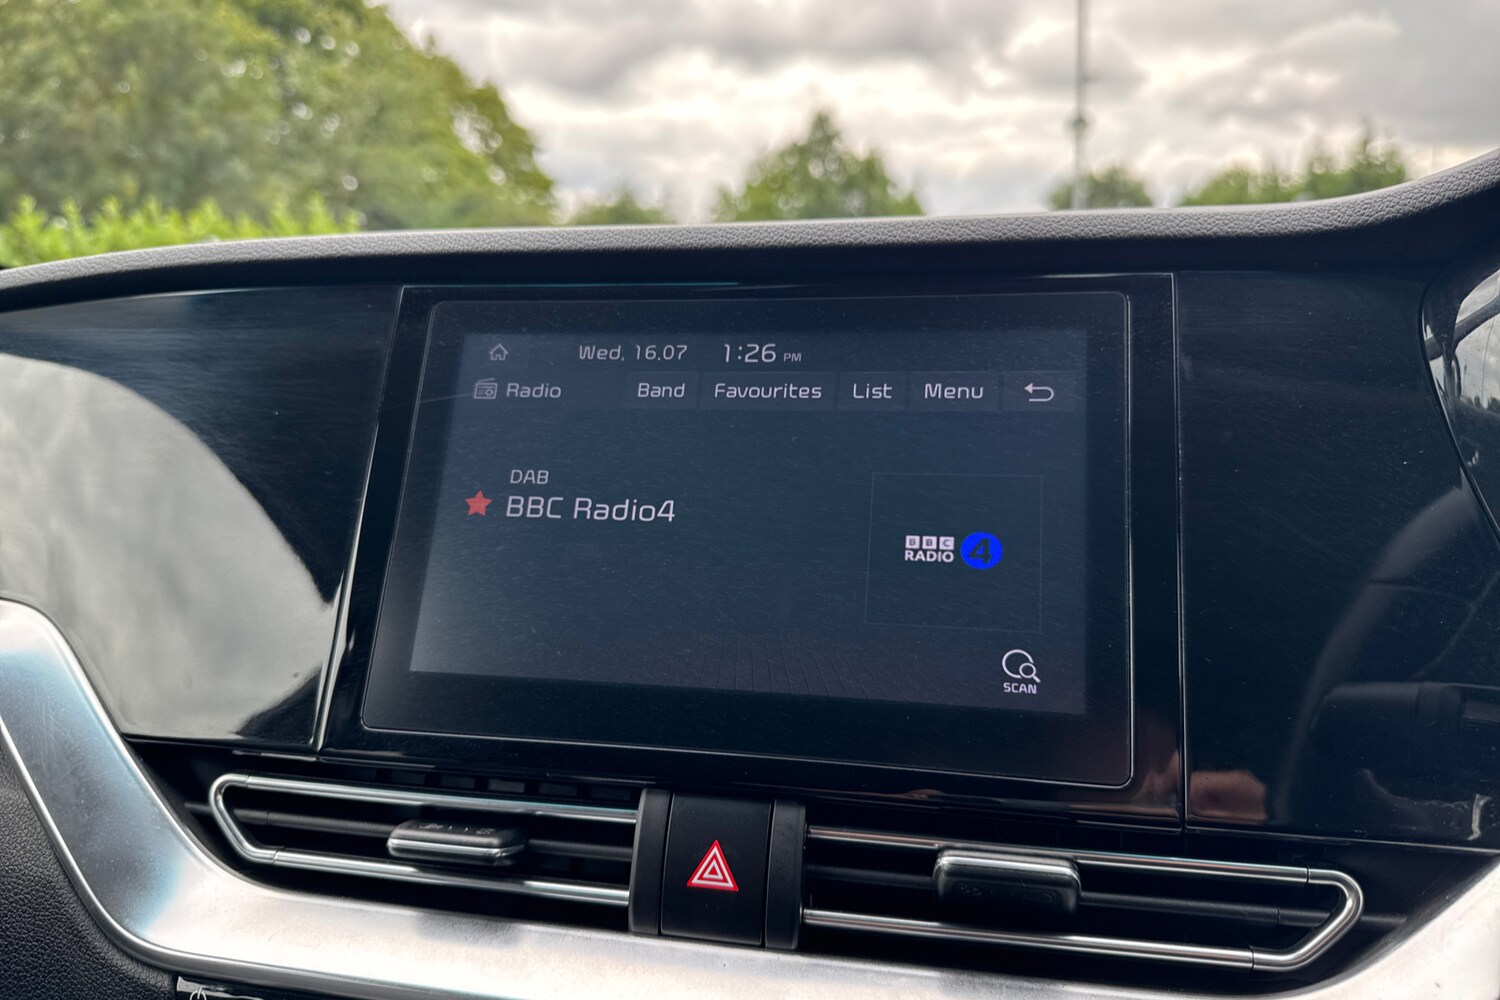 Wed, 16.07 1:26 PM
Radio Band Favourites List Menu
DAB
BBC Radio4
BBC
RADIO 4
SCAN